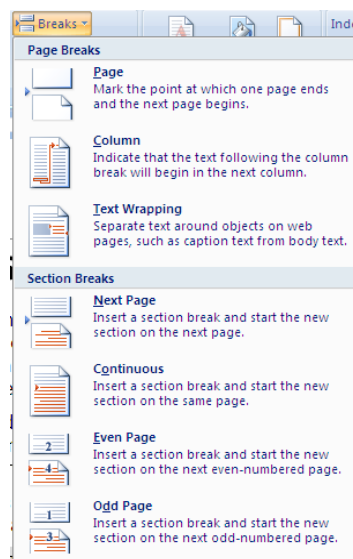 Breaks
Inde
Page Breaks
Page
Mark the point at which one page ends
and the next page begins.
Column
Indicate that the text following the column
break will begin in the next column.
Text Wrapping
Separate text around objects on web
pages, such as caption text from body text.
Section Breaks
Next Page
Insert a section break and start the new
section on the next page.
Continuous
Insert a section break and start the new
section on the same page.
Even Page
2
4
Insert a section break and start the new
section on the next even-numbered page.
Odd Page
1
3
Insert a section break and start the new
section on the next odd-numbered page.